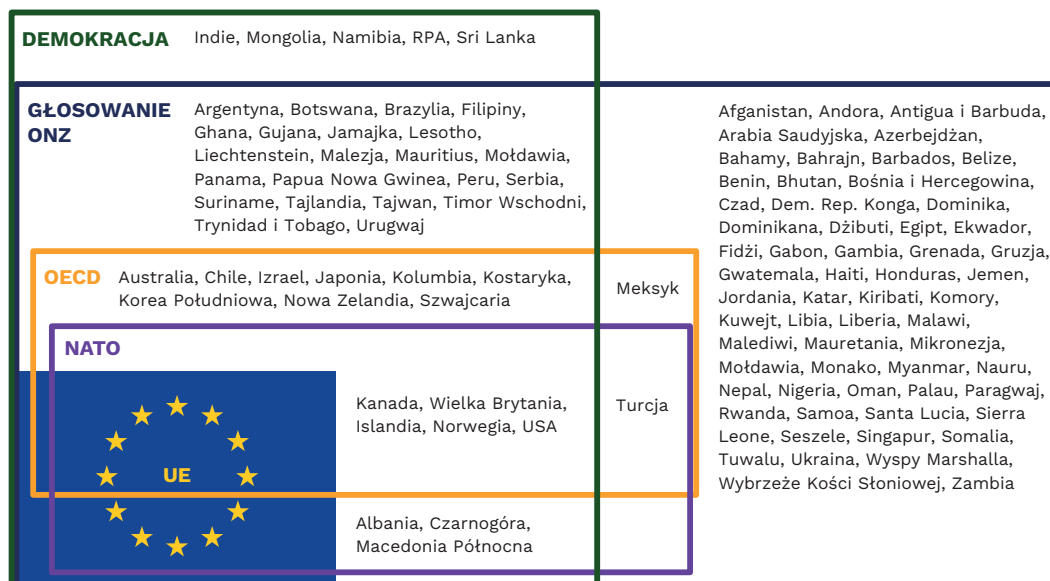 DEMOKRACJA
Indie, Mongolia, Namibia, RPA, Sri Lanka
GŁOSOWANIE
ONZ
Argentyna, Botswana, Brazylia, Filipiny,
Ghana, Gujana, Jamajka, Lesotho,
Liechtenstein, Malezja, Mauritius, Mołdawia,
Panama, Papua Nowa Gwinea, Peru, Serbia,
Suriname, Tajlandia, Tajwan, Timor Wschodni,
Trynidad i Tobago, Urugwaj
OECD
Australia, Chile, Izrael, Japonia, Kolumbia, Kostaryka,
Korea Południowa, Nowa Zelandia, Szwajcaria
Meksyk
NATO
Kanada, Wielka Brytania,
Islandia, Norwegia, USA
Turcja
UE
Albania, Czarnogóra,
Macedonia Północna
Afganistan, Andora, Antigua i Barbuda,
Arabia Saudyjska, Azerbejdżan,
Bahamy, Bahrajn, Barbados, Belize,
Benin, Bhutan, Bośnia i Hercegowina,
Czad, Dem. Rep. Konga, Dominika,
Dominikana, Dżibuti, Egipt, Ekwador,
Fidżi, Gabon, Gambia, Grenada, Gruzja,
Gwatemala, Haiti, Honduras, Jemen,
Jordania, Katar, Kiribati, Komory,
Kuwejt, Libia, Liberia, Malawi,
Malediwi, Mauretania, Mikronezja,
Mołdawia, Monako, Myanmar, Nauru,
Nepal, Nigeria, Oman, Palau, Paragwaj,
Rwanda, Samoa, Santa Lucia, Sierra
Leone, Seszele, Singapur, Somalia,
Tuwalu, Ukraina, Wyspy Marshalla,
Wybrzeże Kości Słoniowej, Zambia